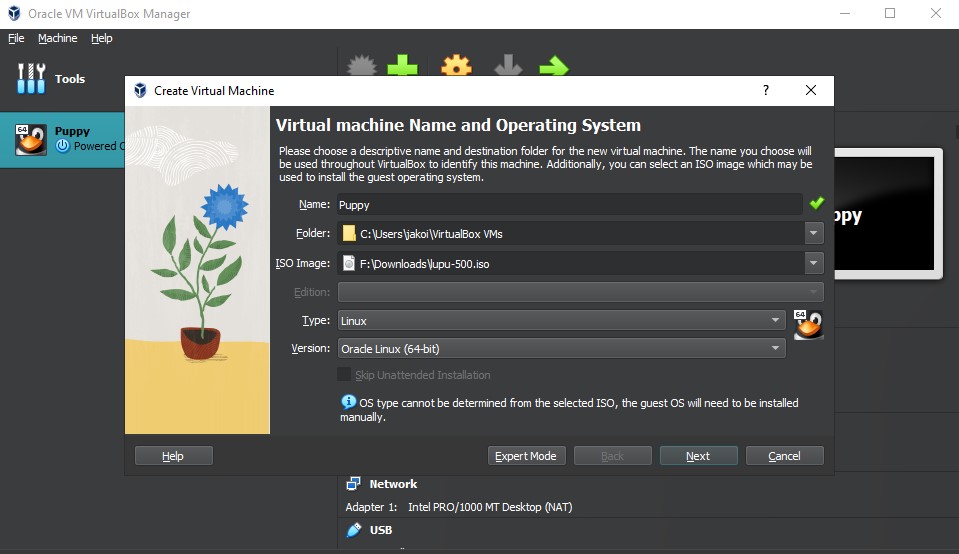 Oracle VM VirtualBox Manager
File Machine Help
Tools
Create Virtual Machine
64
Puppy
Powered
Virtual machine Name and Operating System
Please choose a descriptive name and destination folder for the new virtual machine. The name you choose will
be used throughout VirtualBox to identify this machine. Additionally, you can select an ISO image which may be
used to install the guest operating system.
Name: Puppy
Folder: C:\Users\jakoi\VirtualBox VMs
ISO Image: F:\Downloads\lupu-500.iso
Edition:
Type: Linux
64
Version: Oracle Linux (64-bit)
Skip Unattended Installation
OS type cannot be determined from the selected ISO, the guest OS will need to be installed
manually.
Help Expert Mode Back Next Cancel
Network
Adapter 1: Intel PRO/1000 MT Desktop (NAT)
USB